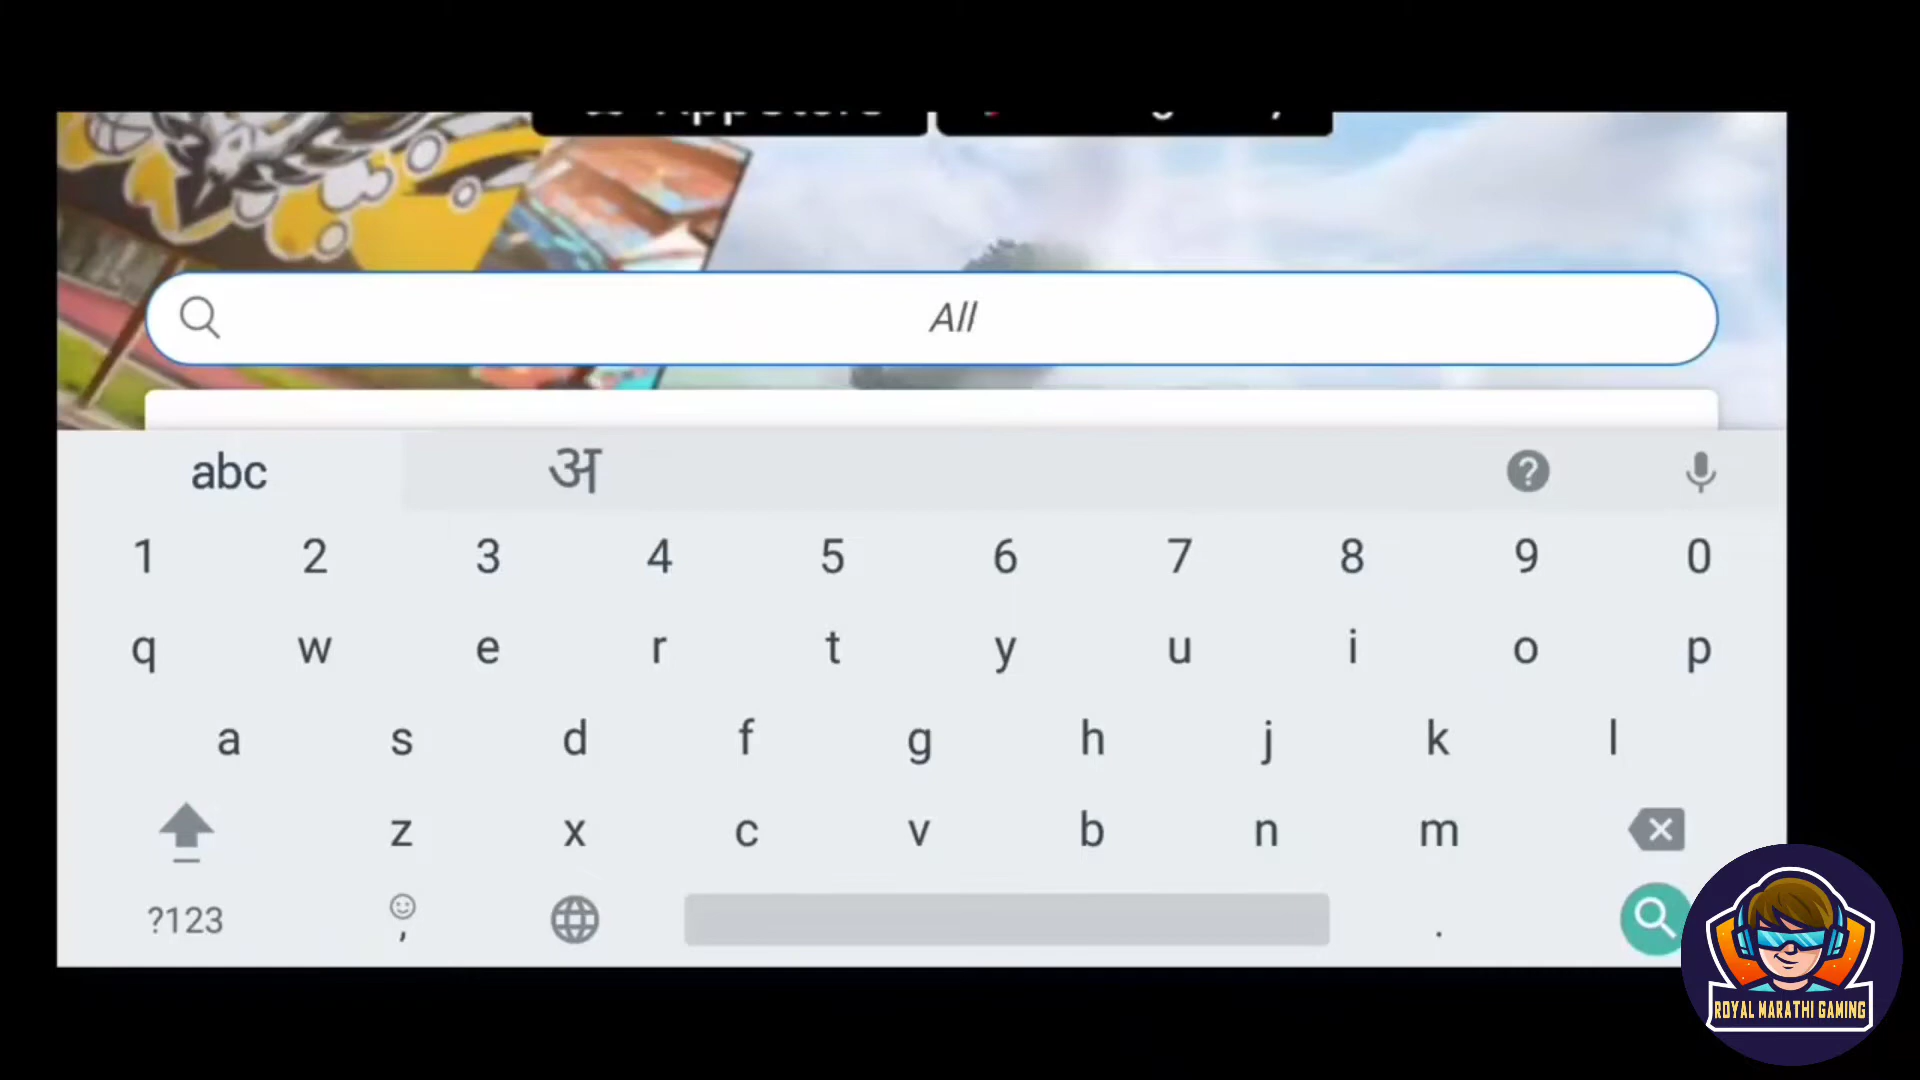 All
abc अ ?
1 2 3 4 5 6 7 8 9 0
q w e r t y u i o p
a s d f g h j k l
z x c v b n m
?123 , .
ROYAL MARATHI GAMING